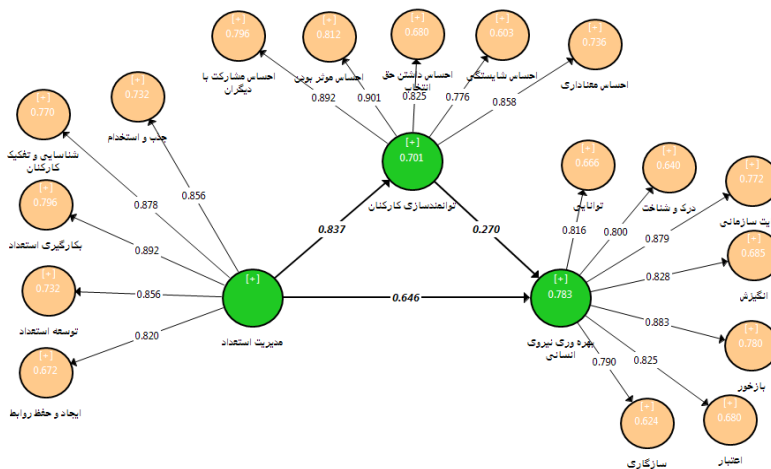 [+]
0.796
احساس مشارکت با
دیگران
[+]
0.812
احساس موثر بودن
[+]
0.680
احساس داشتن حق
انتخاب
[+]
0.603
احساس شایستگی
[+]
0.736
احساس معناداری
0.892
0.901
0.825
0.776
0.858
[+]
0.770
شناسایی و تفکیک
کارکنان
[+]
0.732
جذب و استخدام
[+]
0.796
بکارگیری استعداد
[+]
0.732
توسعه استعداد
[+]
0.672
ایجاد و حفظ روابط
0.856
0.878
0.892
0.856
0.820
[+]
مدیریت استعداد
[+]
0.701
توانمندسازی کارکنان
0.837
0.270
0.646
[+]
0.783
بهره وری نیروی
انسانی
[+]
0.666
توانایی
[+]
0.640
درک و شناخت
[+]
0.772
یت سازمانی
[+]
0.685
انگیزش
[+]
0.780
بازخور
[+]
0.680
اعتبار
[+]
0.624
سازگاری
0.816
0.800
0.879
0.828
0.883
0.825
0.790